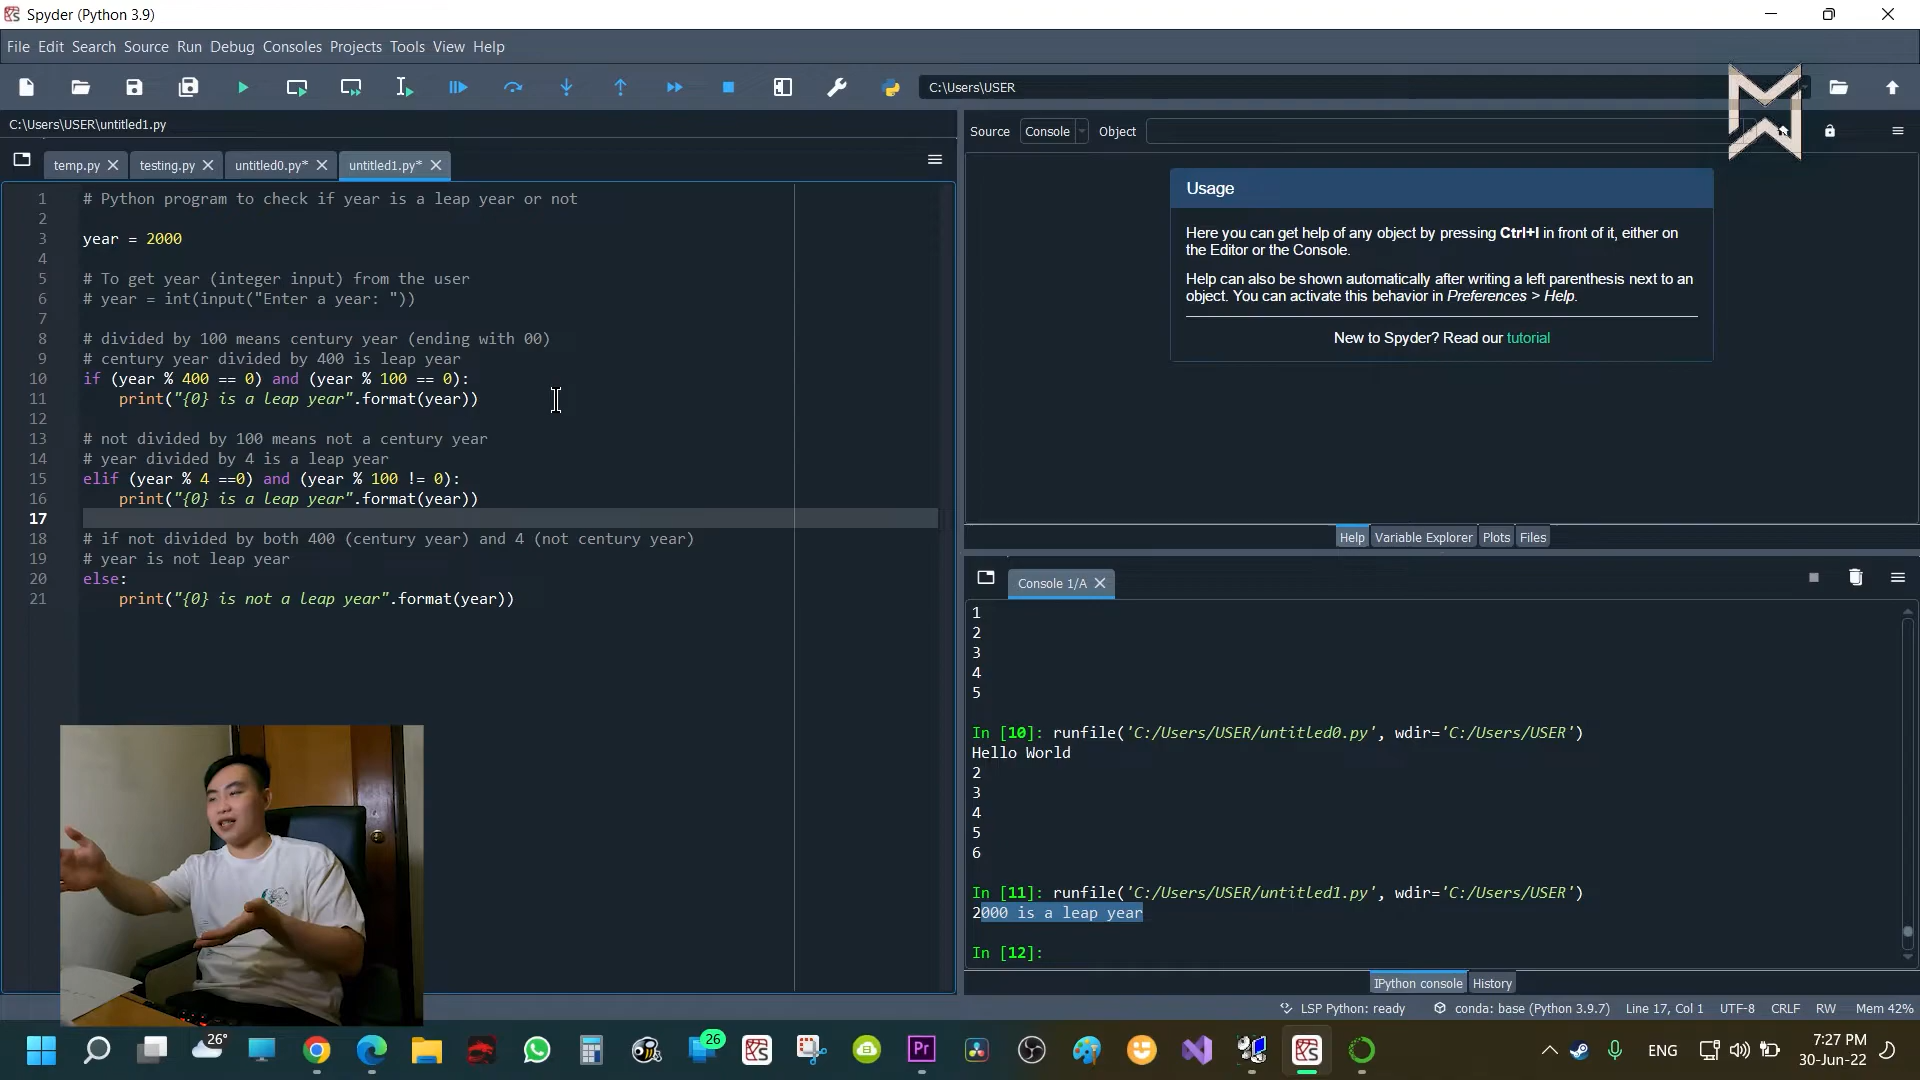 Spyder (Python 3.9)
File Edit Search Source Run Debug Consoles Projects Tools View Help
C:\Users\USER
C:\Users\USER\untitled1.py
temp.py
testing.py
untitled0.py*
untitled1.py*
1 # Python program to check if year is a leap year or not
2
3 year = 2000
4
5 # To get year (integer input) from the user
6 # year = int(input("Enter a year: "))
7
8 # divided by 100 means century year (ending with 00)
9 # century year divided by 400 is leap year
10 if (year % 400 == 0) and (year % 100 == 0):
11 print("{0} is a leap year".format(year))
12
13 # not divided by 100 means not a century year
14 # year divided by 4 is a leap year
15 elif (year % 4 ==0) and (year % 100 != 0):
16 print("{0} is a leap year".format(year))
17
18 # if not divided by both 400 (century year) and 4 (not century year)
19 # year is not leap year
20 else:
21 print("{0} is not a leap year".format(year))
Source Console Object
Usage
Here you can get help of any object by pressing Ctrl+I in front of it, either on
the Editor or the Console.
Help can also be shown automatically after writing a left parenthesis next to an
object. You can activate this behavior in Preferences > Help.
New to Spyder? Read our tutorial
Help Variable Explorer Plots Files
Console 1/A
1
2
3
4
5
In [10]: runfile('C:/Users/USER/untitled0.py', wdir='C:/Users/USER')
Hello World
2
3
4
5
6
In [11]: runfile('C:/Users/USER/untitled1.py', wdir='C:/Users/USER')
2000 is a leap year
In [12]:
IPython console History
LSP Python: ready conda: base (Python 3.9.7) Line 17, Col 1 UTF-8 CRLF RW Mem 42%
26°
26
Pr
ENG
7:27 PM
30-Jun-22